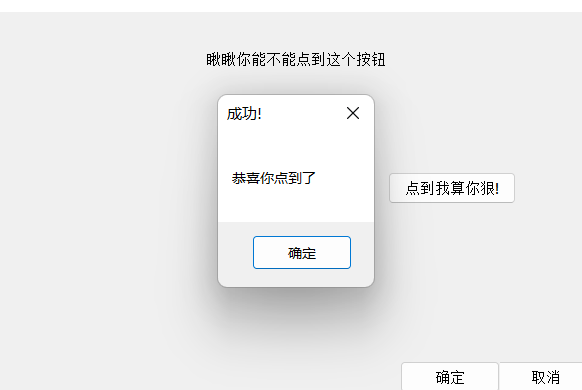 瞅瞅你能不能点到这个按钮
成功!
恭喜你点到了
点到我算你狠!
确定
确定
取消